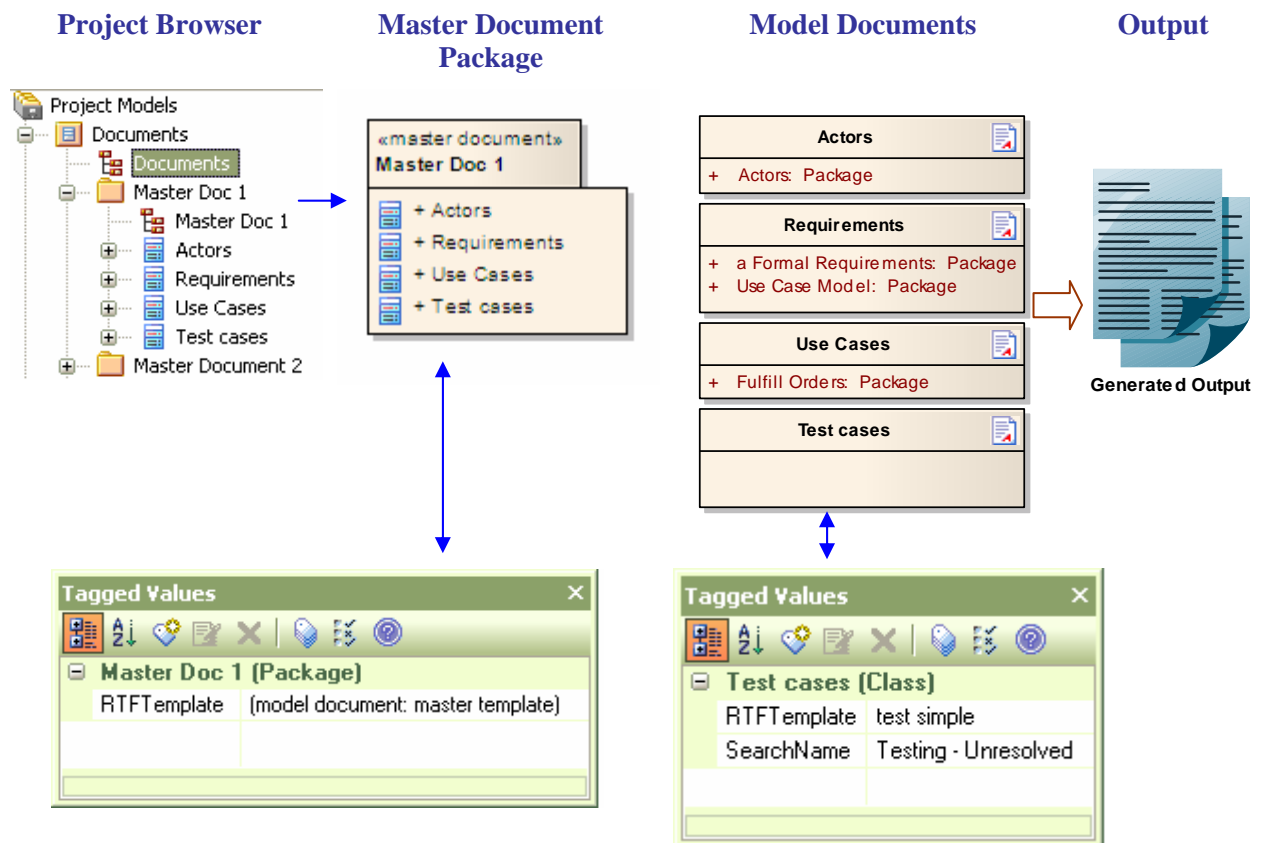 Project Browser
Master Document
Package
Model Documents
Output
Project Models
Documents
Documents
Master Doc 1
Master Doc 1
Actors
Requirements
Use Cases
Test cases
Master Document 2
«master document»
Master Doc 1
+ Actors
+ Requirements
+ Use Cases
+ Test cases
Actors
+ Actors: Package
Requirements
+ a Formal Requirements: Package
+ Use Case Model: Package
Use Cases
+ Fulfill Orders: Package
Test cases
Generated Output
Tagged Values
Master Doc 1 (Package)
RTFTemplate (model document: master template)
Tagged Values
Test cases (Class)
RTFTemplate test simple
SearchName Testing - Unresolved